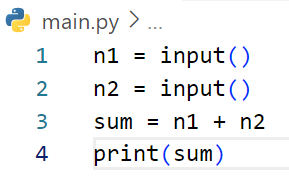 main.py > ...
1 n1 = input()
2 n2 = input()
3 sum = n1 + n2
4 print(sum)